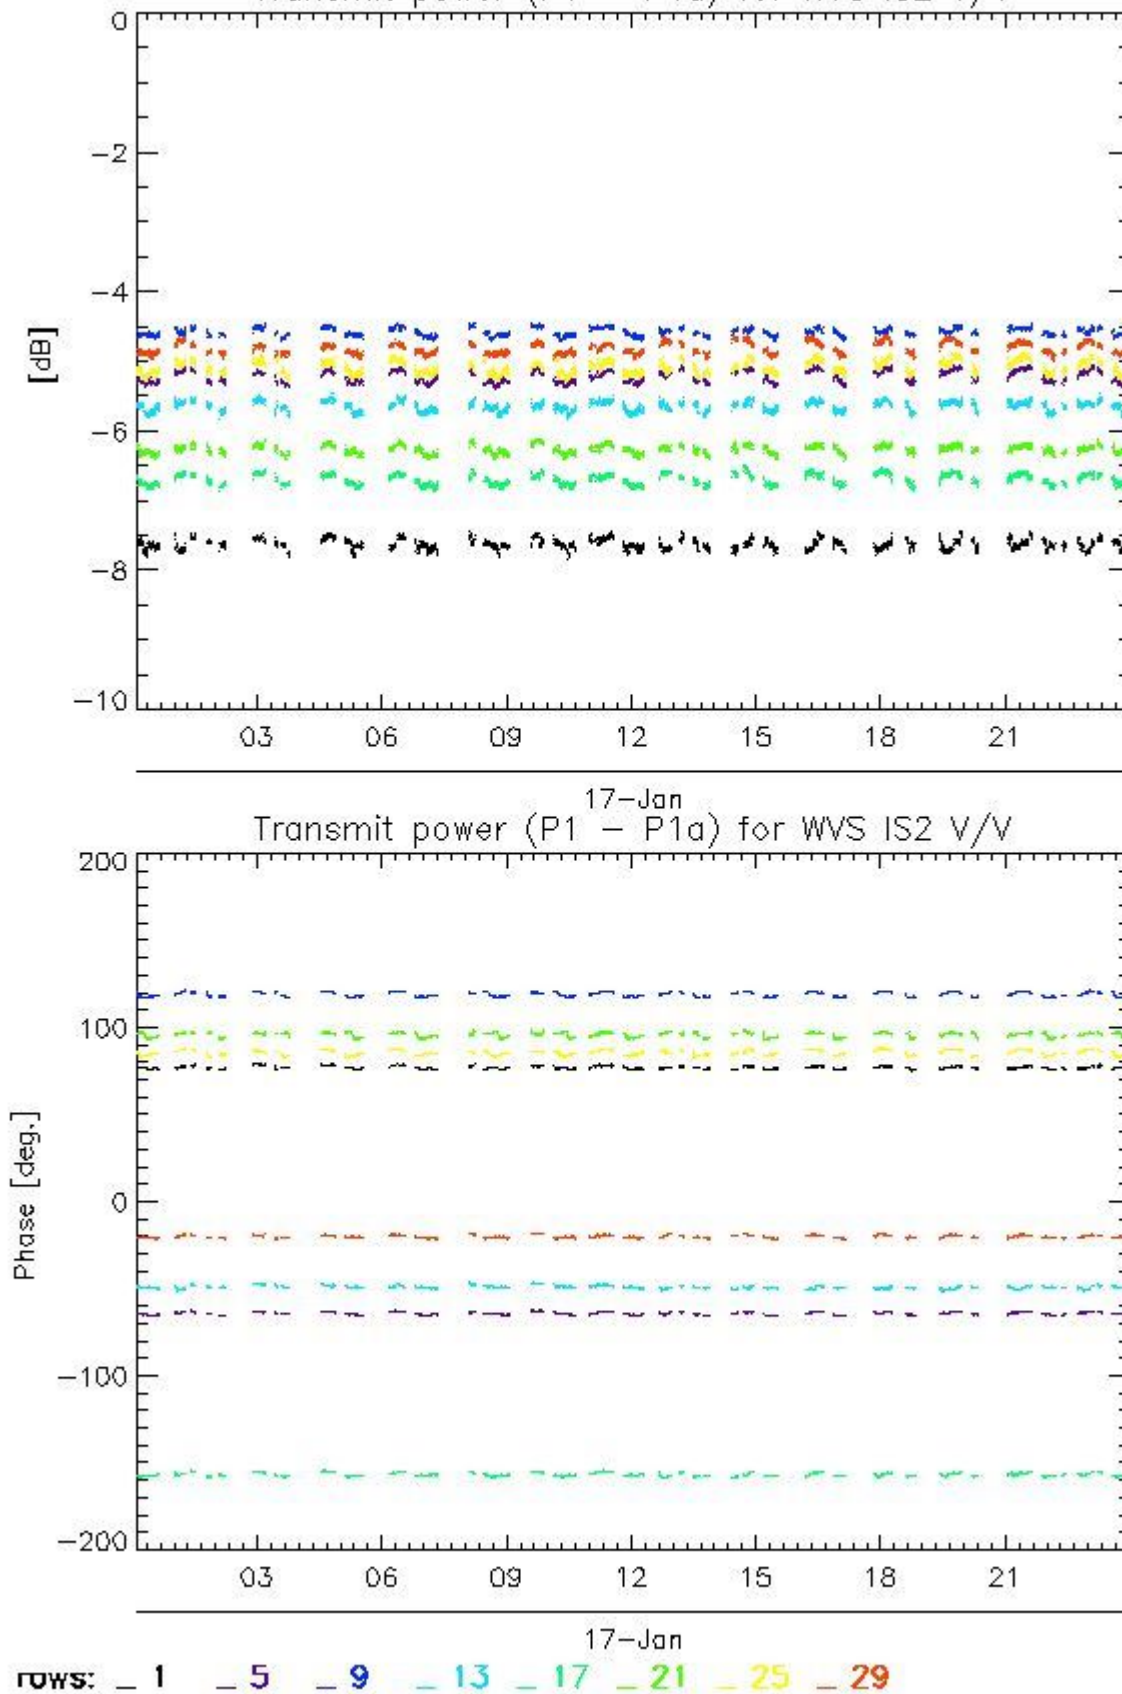 0
−2
−4
−6
−8
−10
[dB]
03 06 09 12 15 18 21
17-Jan
Transmit power (P1 − P1a) for WVS IS2 V/V
200
100
0
−100
−200
Phase [deg.]
03 06 09 12 15 18 21
17-Jan
rows: _ 1 _ 5 _ 9 _ 13 _ 17 _ 21 _ 25 _ 29